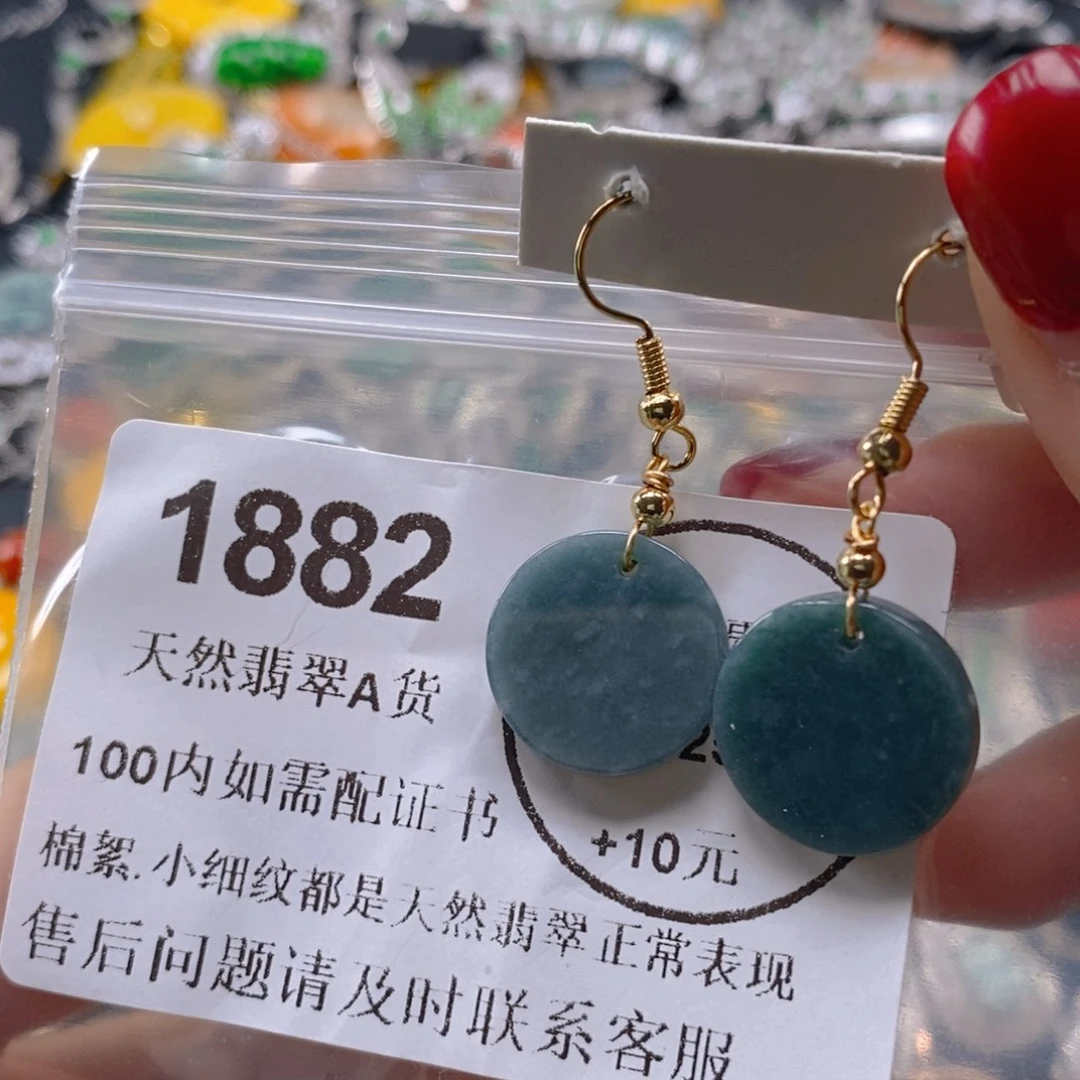 1882
天然翡翠A货
100内如需配证书
+10元
棉絮.小细纹都是天然翡翠正常表现
售后问题请及时联系客服